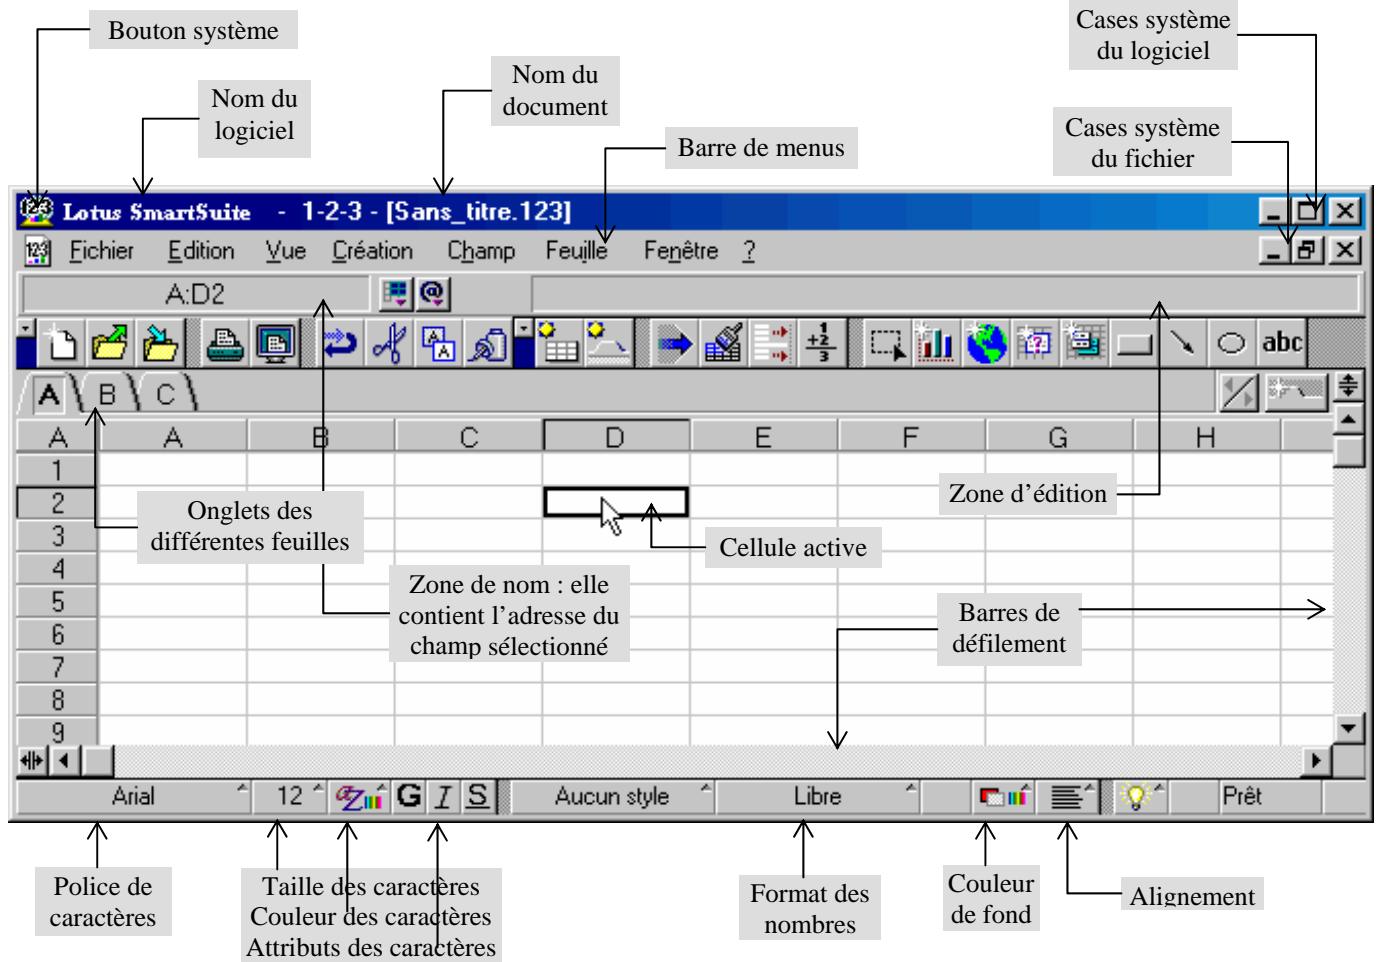 Bouton système
Cases système
du logiciel
Nom du
document
Nom du
logiciel
Cases système
du fichier
Barre de menus
Lotus SmartSuite - 1-2-3 - [Sans_titre.123]
Fichier Edition Vue Création Champ Feuille Fenêtre ?
A:D2
abc
A B C
A A B C D E F G H
1
2
3
4
5
6
7
8
9
Zone d'édition
Onglets des
différentes feuilles
Cellule active
Zone de nom : elle
contient l'adresse du
champ sélectionné
Barres de
défilement
Arial 12 G I S Aucun style Libre Prêt
Police de
caractères
Taille des caractères
Couleur des caractères
Attributs des caractères
Format des
nombres
Couleur
de fond
Alignement